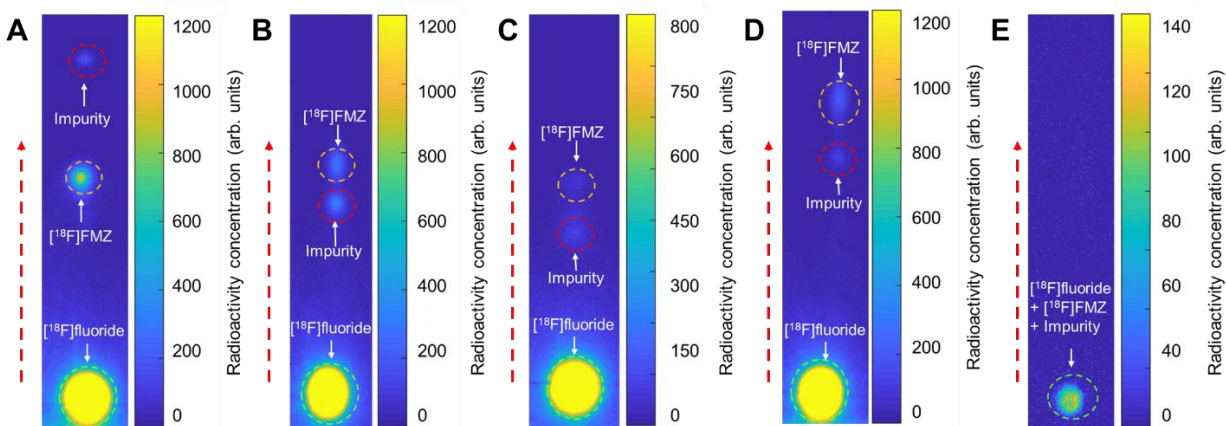 A
Impurity
[¹⁸F]FMZ
[¹⁸F]fluoride
1200
1000
800
600
400
200
0
Radioactivity concentration (arb. units)
B
[¹⁸F]FMZ
Impurity
[¹⁸F]fluoride
1200
1000
800
600
400
200
0
Radioactivity concentration (arb. units)
C
[¹⁸F]FMZ
Impurity
[¹⁸F]fluoride
800
750
600
450
300
150
0
Radioactivity concentration (arb. units)
D
[¹⁸F]FMZ
Impurity
[¹⁸F]fluoride
1200
1000
800
600
400
200
0
Radioactivity concentration (arb. units)
E
[¹⁸F]fluoride
+ [¹⁸F]FMZ
+ Impurity
140
120
100
80
60
40
20
0
Radioactivity concentration (arb. units)